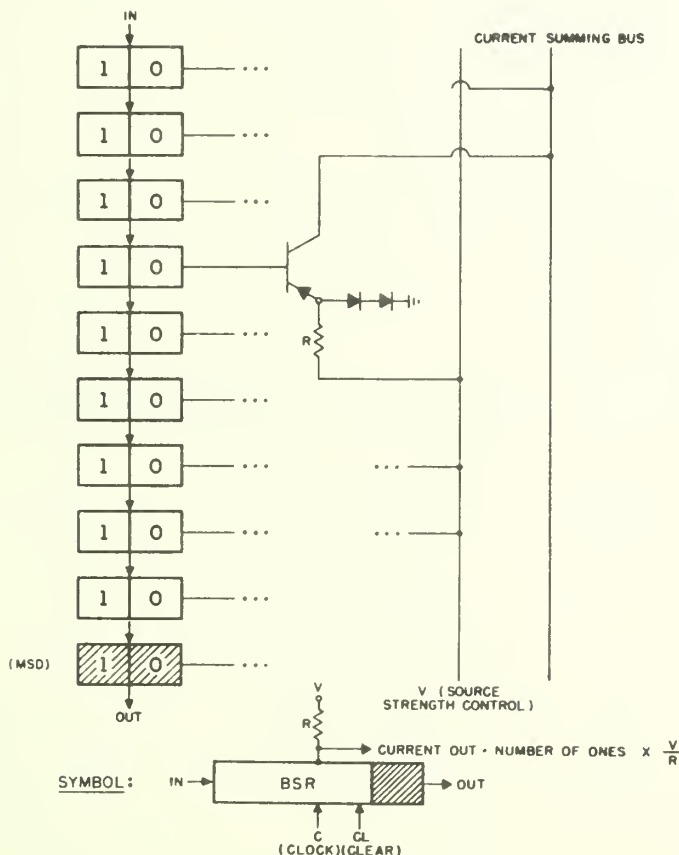 IN
CURRENT SUMMING BUS
1 0 ...
1 0 ...
1 0 ...
1 0
R
1 0 ...
1 0 ...
1 0 ... ...
1 0 ... ...
1 0 ...
(MSD) 1 0 ...
OUT
V (SOURCE
STRENGTH CONTROL)
V
R
CURRENT OUT · NUMBER OF ONES X V/R
SYMBOL: IN BSR OUT
C CL
(CLOCK)(CLEAR)